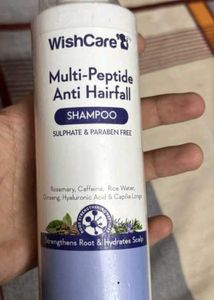 WishCare
Multi-Peptide
Anti Hairfall
SHAMPOO
SULPHATE & PARABEN FREE
Rosemary, Caffeine, Rice Water,
Ginseng, Hyaluronic Acid & Capilia Longa
Strengthens Root & Hydrates Scalp